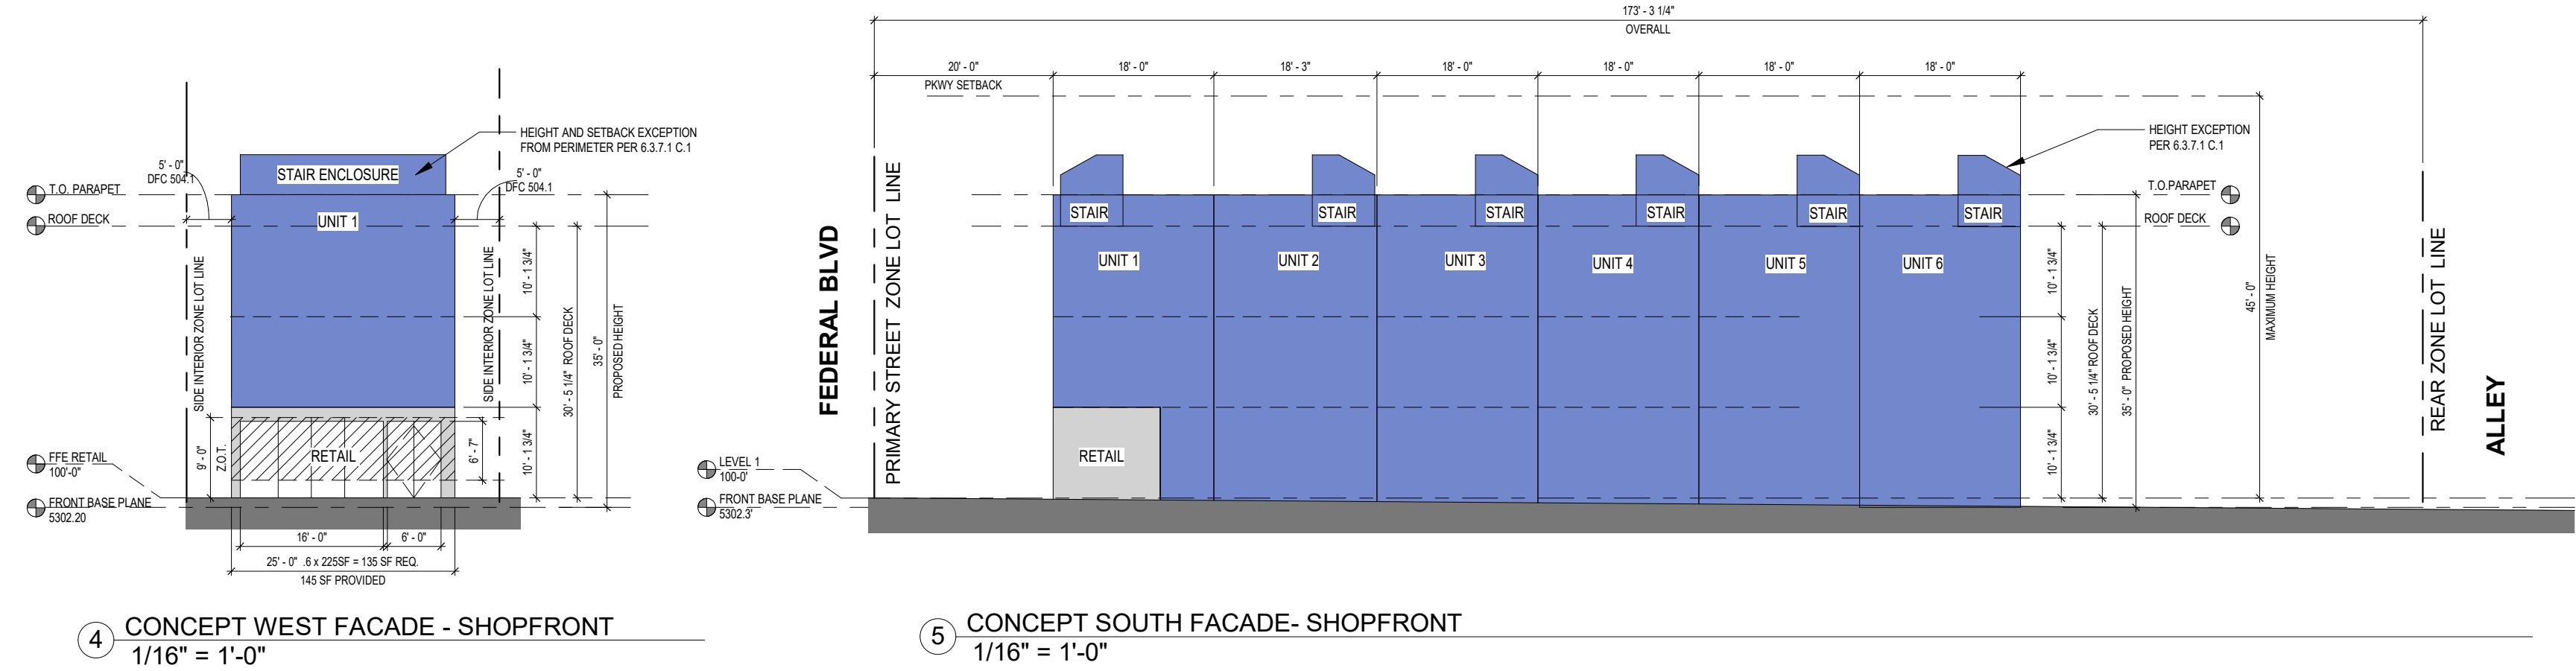 5' - 0"
DFC 504.1
HEIGHT AND SETBACK EXCEPTION
FROM PERIMETER PER 6.3.7.1 C.1
STAIR ENCLOSURE
5' - 0"
DFC 504.1
T.O. PARAPET
ROOF DECK
UNIT 1
SIDE INTERIOR ZONE LOT LINE
SIDE INTERIOR ZONE LOT LINE
10' - 1 3/4"
10' - 1 3/4"
10' - 1 3/4"
30' - 5 1/4" ROOF DECK
35' - 0"
PROPOSED HEIGHT
9' - 0"
Z.O.T.
RETAIL
6' - 7"
FFE RETAIL
100'-0"
FRONT BASE PLANE
5302.20
16' - 0"
6' - 0"
25' - 0" .6 x 225SF = 135 SF REQ.
145 SF PROVIDED
4
CONCEPT WEST FACADE - SHOPFRONT
1/16" = 1'-0"
173' - 3 1/4"
OVERALL
20' - 0"
18' - 0"
18' - 3"
18' - 0"
18' - 0"
18' - 0"
18' - 0"
PKWY SETBACK
HEIGHT EXCEPTION
PER 6.3.7.1 C.1
FEDERAL BLVD
PRIMARY STREET ZONE LOT LINE
STAIR
STAIR
STAIR
STAIR
STAIR
STAIR
T.O.PARAPET
ROOF DECK
UNIT 1
UNIT 2
UNIT 3
UNIT 4
UNIT 5
UNIT 6
10' - 1 3/4"
10' - 1 3/4"
10' - 1 3/4"
30' - 5 1/4" ROOF DECK
35' - 0" PROPOSED HEIGHT
45' - 0"
MAXIMUM HEIGHT
REAR ZONE LOT LINE
ALLEY
RETAIL
LEVEL 1
100-0'
FRONT BASE PLANE
5302.3'
5
CONCEPT SOUTH FACADE- SHOPFRONT
1/16" = 1'-0"